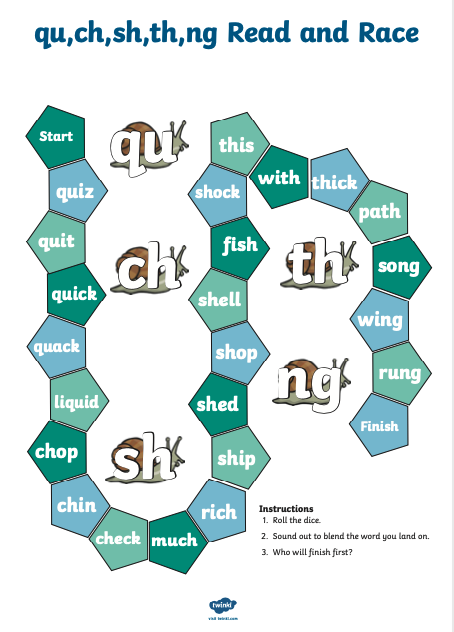 qu,ch,sh,th,ng Read and Race
Start
quiz
quit
quick
quack
liquid
chop
chin
check
much
rich
ship
shed
shop
shell
fish
shock
this
with
thick
path
song
wing
rung
Finish
qu
ch
sh
th
ng
Instructions
1. Roll the dice.
2. Sound out to blend the word you land on.
3. Who will finish first?
twinkl
visit twinkl.com